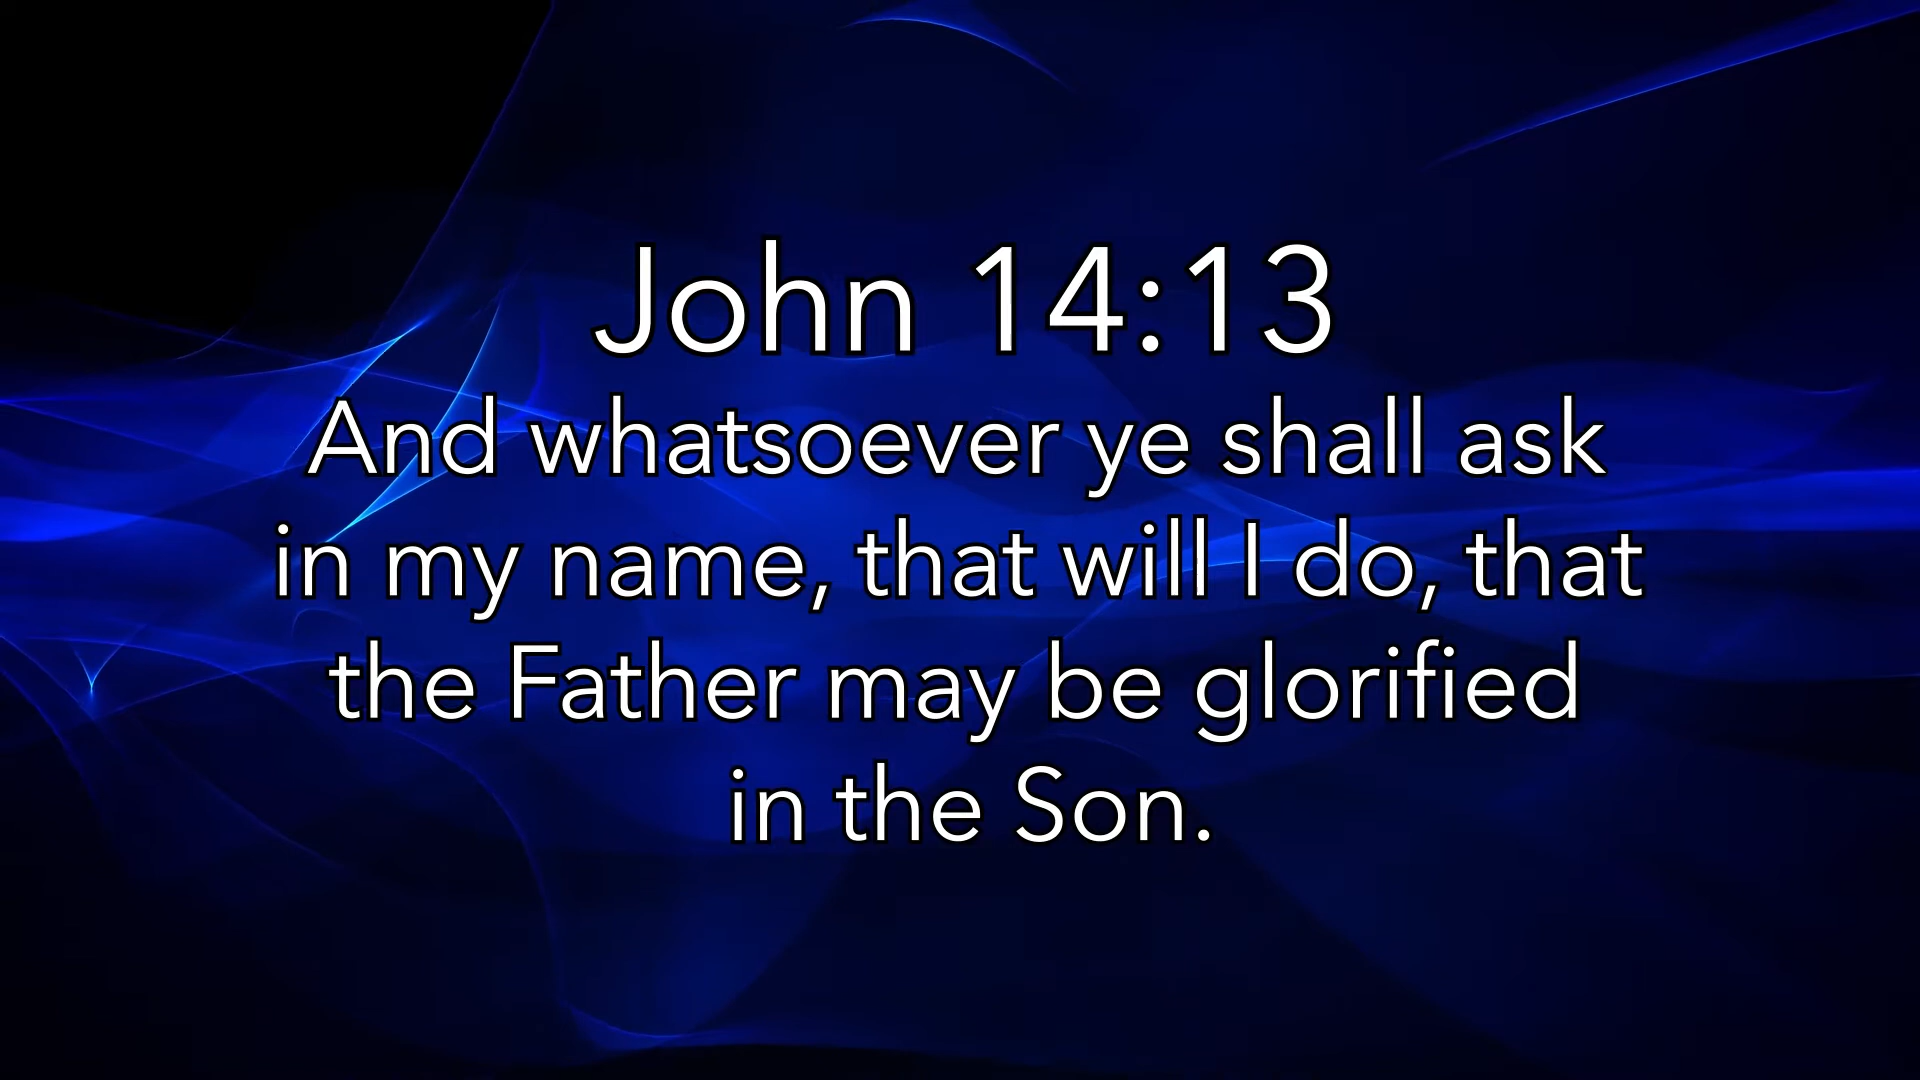 John 14:13
And whatsoever ye shall ask
in my name, that will I do, that
the Father may be glorified
in the Son.